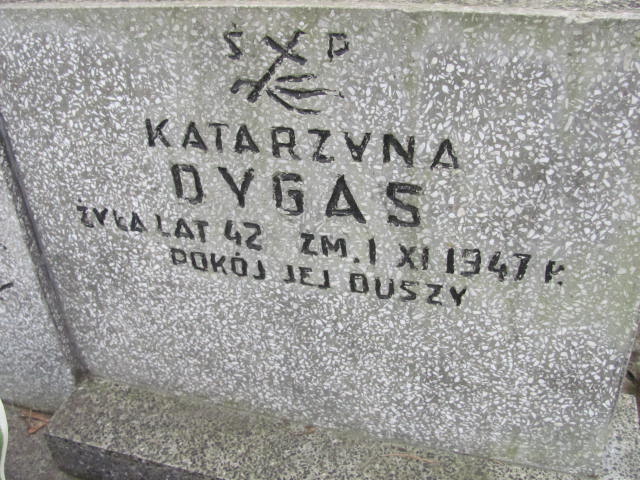 Ś P
KATARZYNA
DYGAS
ŻYŁA LAT 42 ZM. 1 XI 1947 R.
POKÓJ JEJ DUSZY